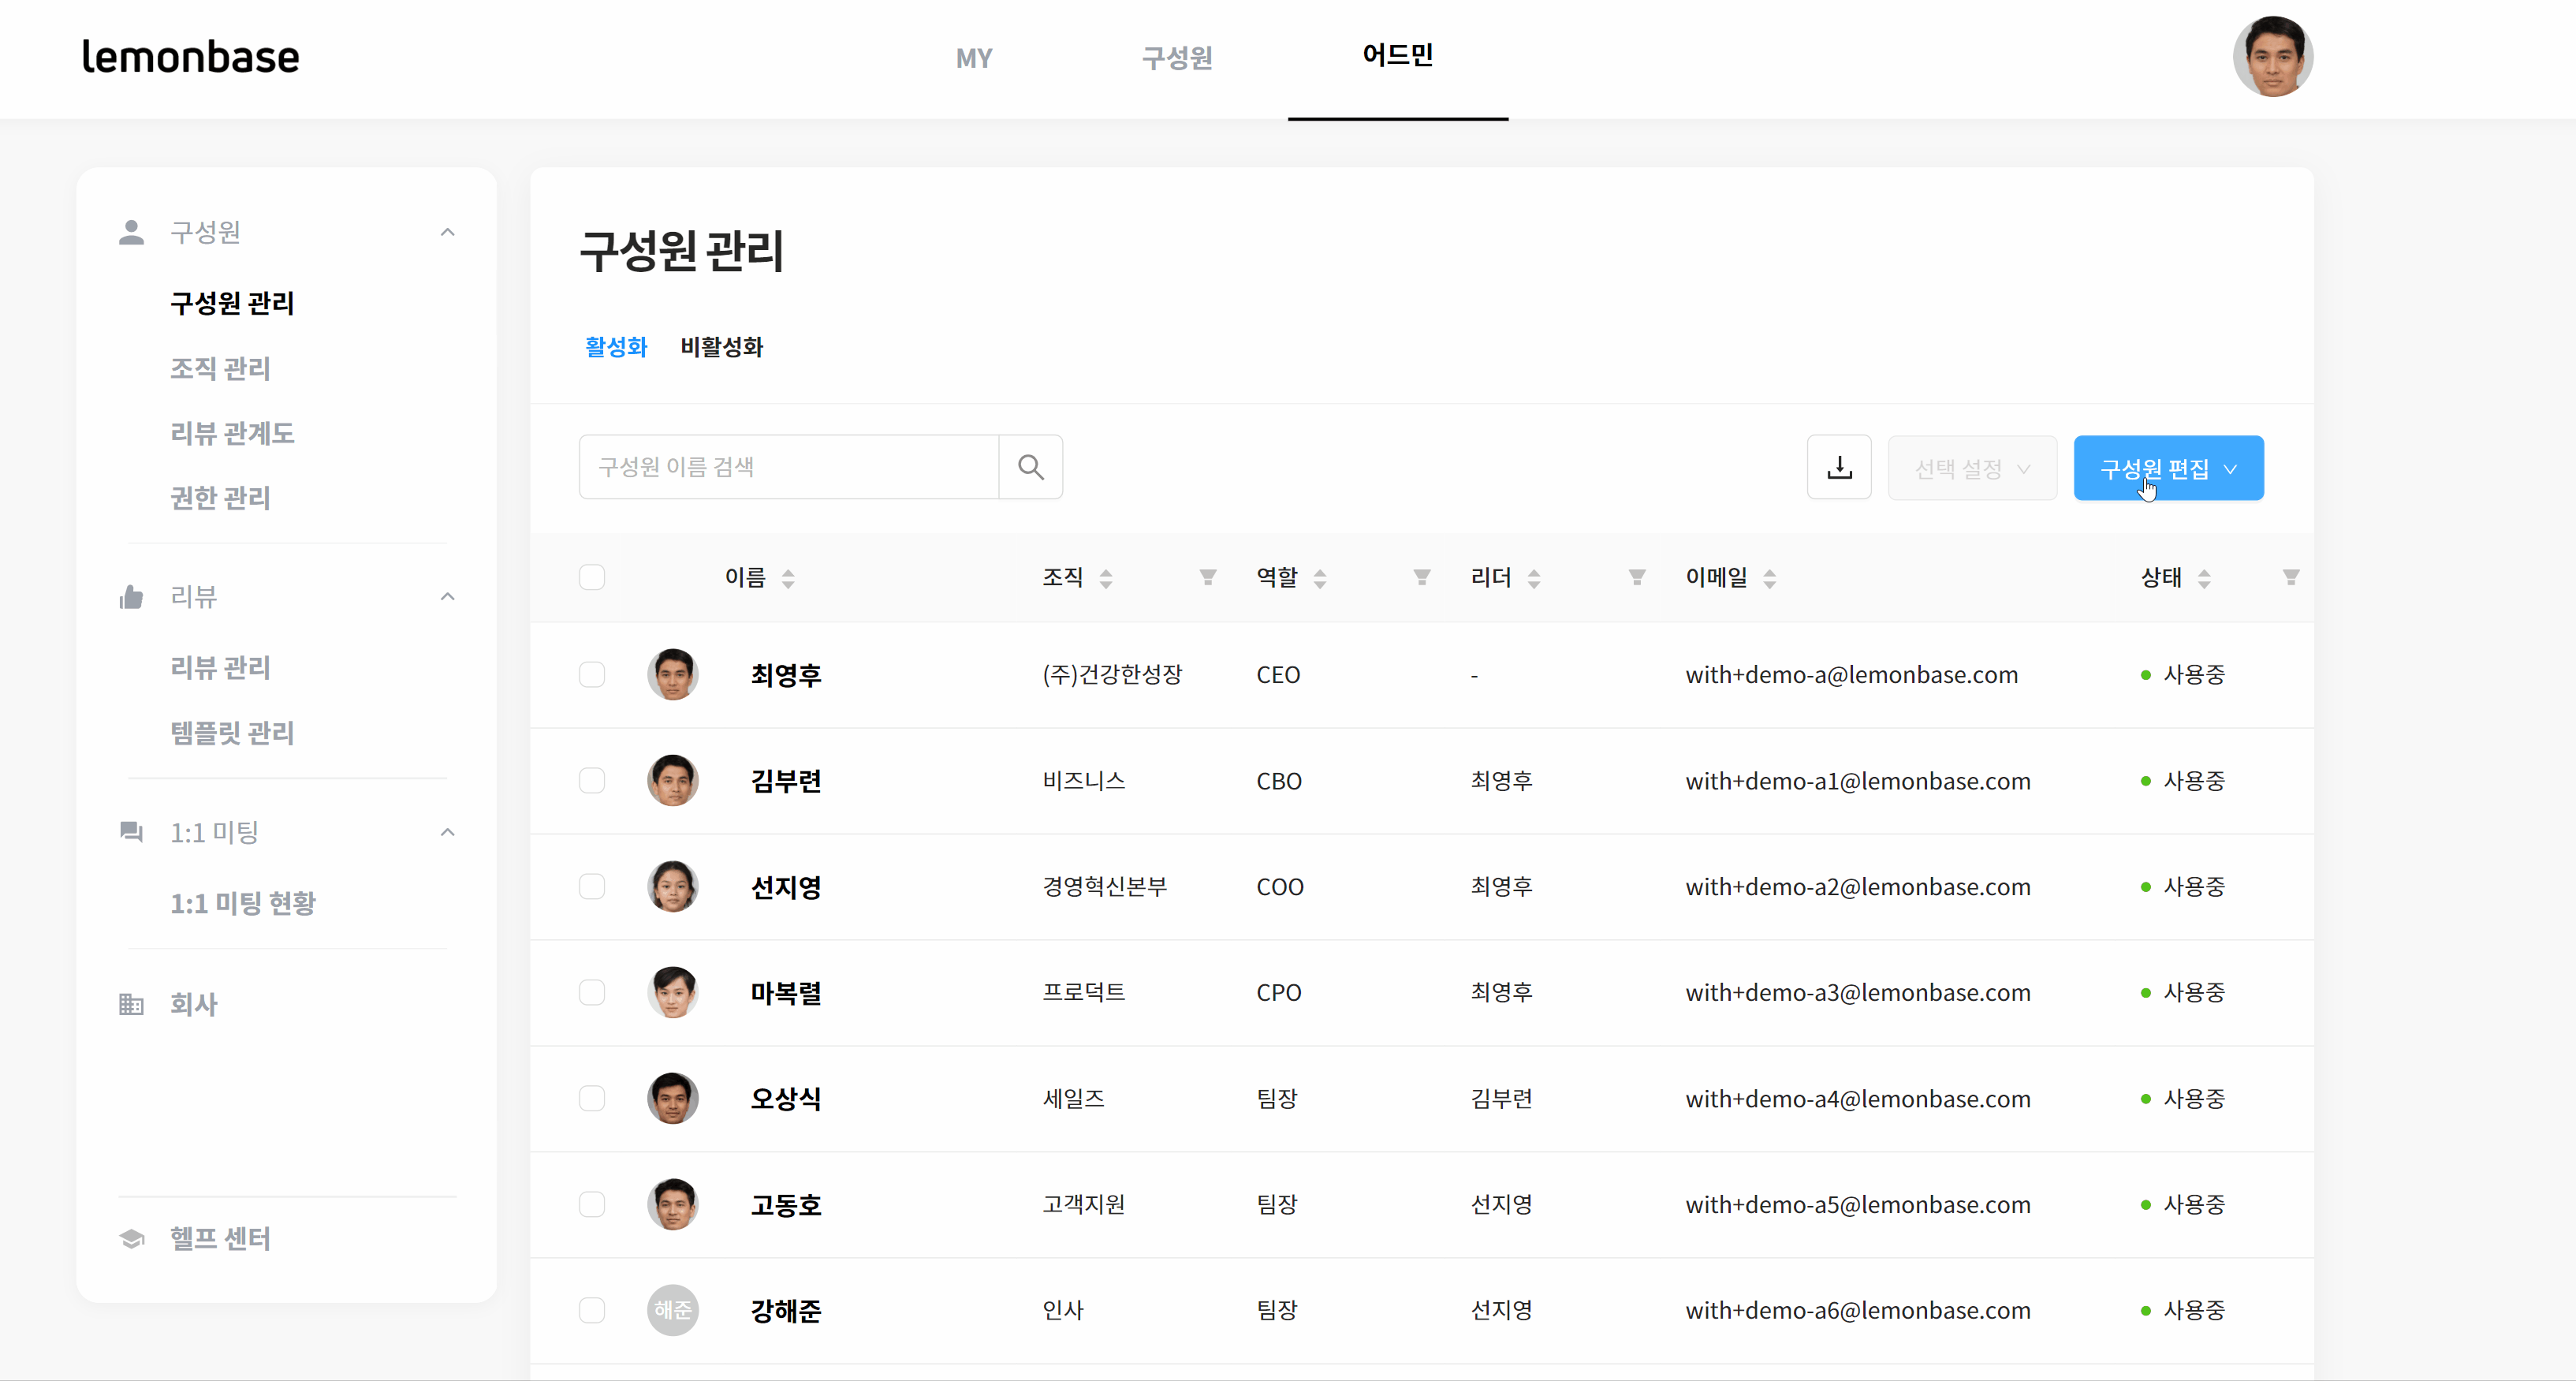 lemonbase MY 구성원 어드민
구성원
구성원 관리
조직 관리
리뷰 관계도
권한 관리
리뷰
리뷰 관리
템플릿 관리
1:1 미팅
1:1 미팅 현황
회사
헬프 센터
구성원 관리
활성화 비활성화
구성원 이름 검색 선택 설정 구성원 편집
이름 조직 역할 리더 이메일 상태
최영후 (주)건강한성장 CEO - with+demo-a@lemonbase.com 사용중
김부련 비즈니스 CBO 최영후 with+demo-a1@lemonbase.com 사용중
선지영 경영혁신본부 COO 최영후 with+demo-a2@lemonbase.com 사용중
마복렬 프로덕트 CPO 최영후 with+demo-a3@lemonbase.com 사용중
오상식 세일즈 팀장 김부련 with+demo-a4@lemonbase.com 사용중
고동호 고객지원 팀장 선지영 with+demo-a5@lemonbase.com 사용중
해준 강해준 인사 팀장 선지영 with+demo-a6@lemonbase.com 사용중